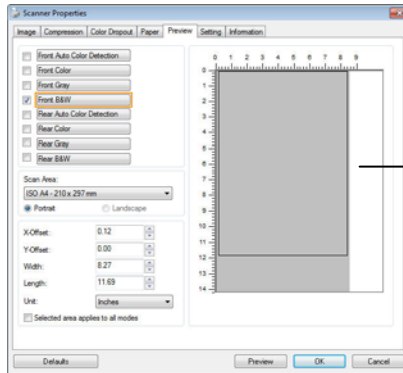 Scanner Properties
Image Compression Color Dropout Paper Preview Setting Information
Front Auto Color Detection
Front Color
Front Gray
Front B&W
Rear Auto Color Detection
Rear Color
Rear Gray
Rear B&W
Scan Area:
ISO A4 - 210 x 297 mm
Portrait Landscape
X-Offset: 0.12
Y-Offset: 0.00
Width: 8.27
Length: 11.69
Unit: Inches
Selected area applies to all modes
0 1 2 3 4 5 6 7 8 9
0
1
2
3
4
5
6
7
8
9
10
11
12
13
14
Defaults Preview OK Cancel